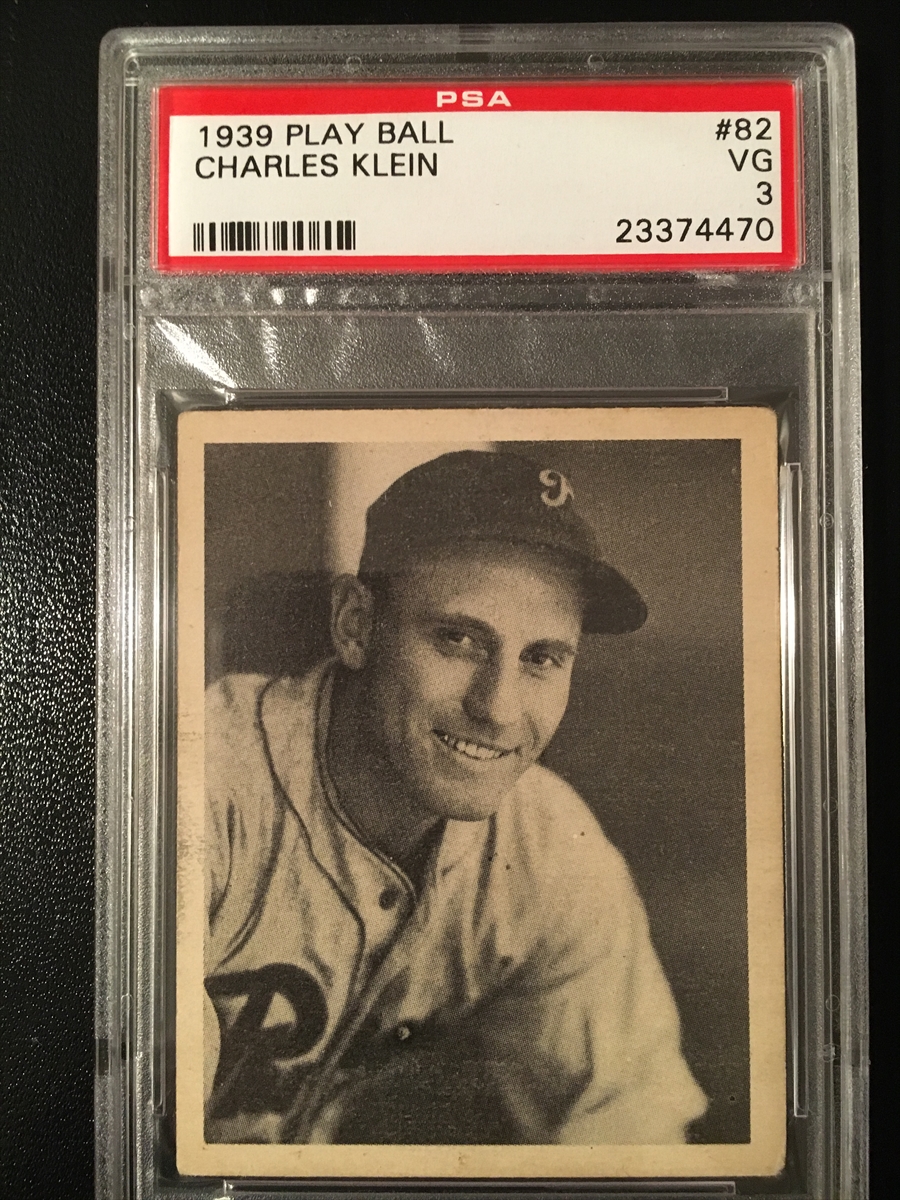 PSA
1939 PLAY BALL #82
CHARLES KLEIN VG
3
23374470
P
P